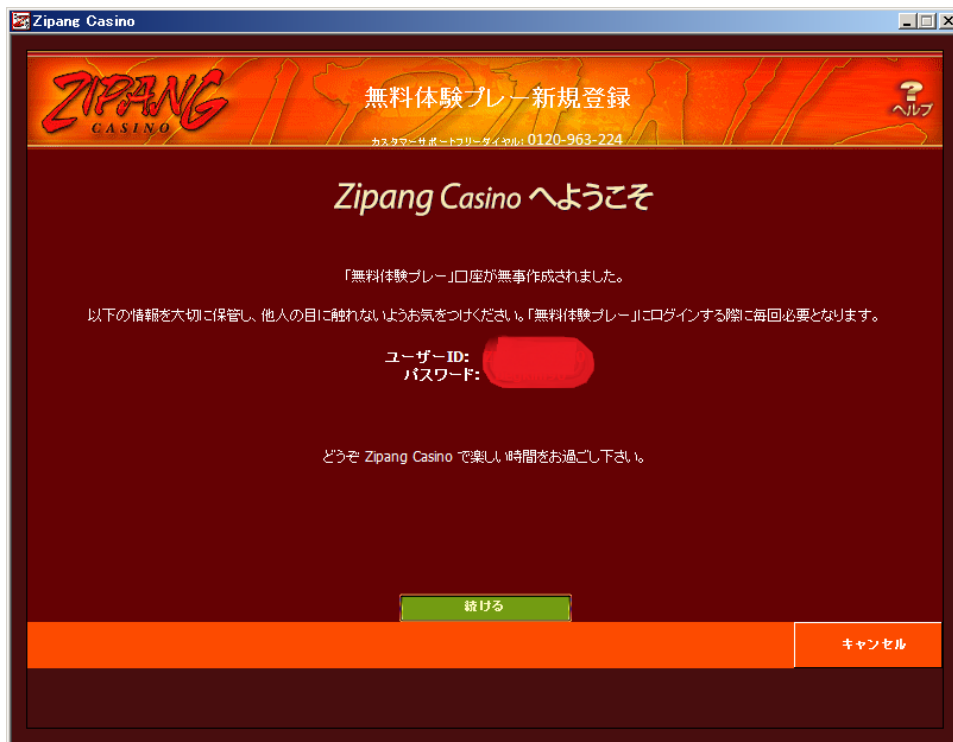 Zipang Casino
ZIPANG
CASINO
無料体験プレー新規登録
カスタマーサポートフリーダイヤル: 0120-963-224
ヘルプ
Zipang Casino へようこそ
「無料体験プレー」口座が無事作成されました。
以下の情報を大切に保管し、他人の目に触れないようお気をつけください。「無料体験プレー」にログインする際に毎回必要となります。
ユーザーID:
パスワード:
どうぞ Zipang Casino で楽しい時間をお過ごし下さい。
続ける
キャンセル